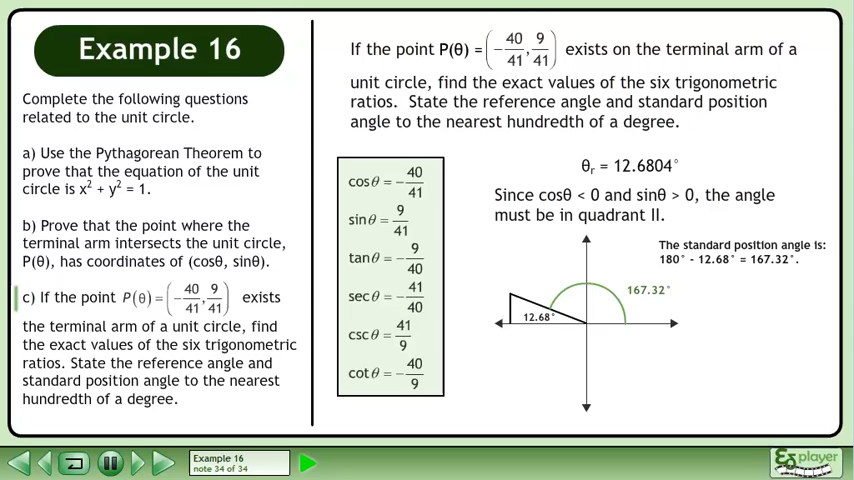 Example 16
Complete the following questions
related to the unit circle.
a) Use the Pythagorean Theorem to
prove that the equation of the unit
circle is x² + y² = 1.
b) Prove that the point where the
terminal arm intersects the unit circle,
P(θ), has coordinates of (cosθ, sinθ).
c) If the point P(θ) = (-40/41, 9/41) exists
the terminal arm of a unit circle, find
the exact values of the six trigonometric
ratios. State the reference angle and
standard position angle to the nearest
hundredth of a degree.
If the point P(θ) = (-40/41, 9/41) exists on the terminal arm of a
unit circle, find the exact values of the six trigonometric
ratios. State the reference angle and standard position
angle to the nearest hundredth of a degree.
cosθ = -40/41
sinθ = 9/41
tanθ = -9/40
secθ = -41/40
cscθ = 41/9
cotθ = -40/9
θr = 12.6804°
Since cosθ < 0 and sinθ > 0, the angle
must be in quadrant II.
The standard position angle is:
180° - 12.68° = 167.32°.
167.32°
12.68°
Example 16
note 34 of 34
player